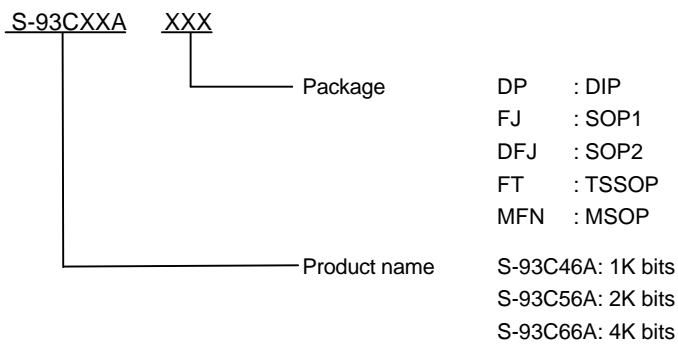 S-93CXXA XXX
Package DP : DIP
FJ : SOP1
DFJ : SOP2
FT : TSSOP
MFN : MSOP
Product name S-93C46A: 1K bits
S-93C56A: 2K bits
S-93C66A: 4K bits